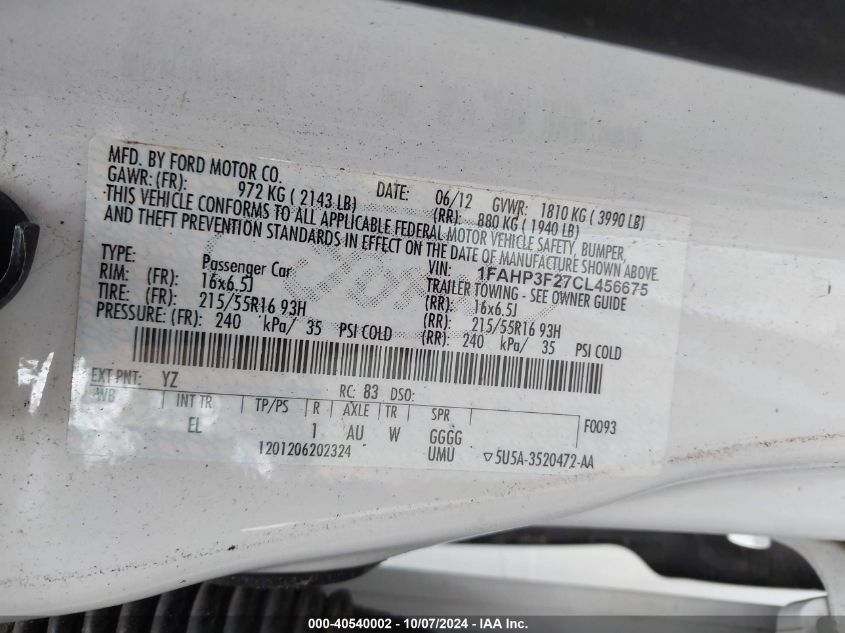 MFD. BY FORD MOTOR CO.
DATE: 06/12 GVWR: 1810 KG ( 3990 LB)
GAWR: (FR): 972 KG ( 2143 LB) (RR): 880 KG ( 1940 LB)
THIS VEHICLE CONFORMS TO ALL APPLICABLE FEDERAL MOTOR VEHICLE SAFETY, BUMPER,
AND THEFT PREVENTION STANDARDS IN EFFECT ON THE DATE OF MANUFACTURE SHOWN ABOVE.
VIN: 1FAHP3F27CL456675
TYPE: Passenger Car TRAILER TOWING - SEE OWNER GUIDE
RIM: (FR): 16x6.5J (RR): 16x6.5J
TIRE: (FR): 215/55R16 93H (RR): 215/55R16 93H
PRESSURE: (FR): 240 kPa/ 35 PSI COLD (RR): 240 kPa/ 35 PSI COLD
EXT PNT: YZ RC: 83 DSO:
WB INT TR TP/PS R AXLE TR SPR F0093
EL 1 AU W GGGG
1201206202324 UMU ▽5U5A-3520472-AA
000-40540002 - 10/07/2024 - IAA Inc.